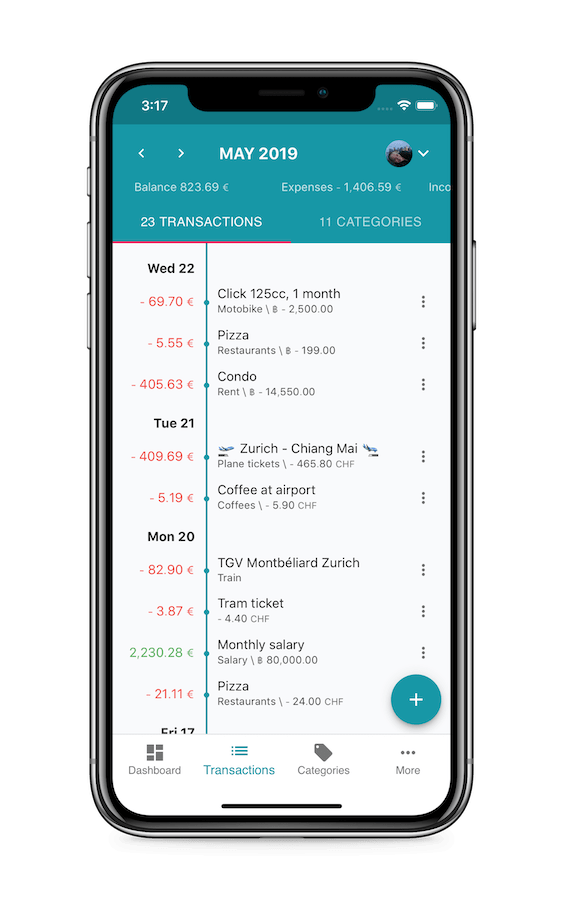 3:17
MAY 2019
Balance 823.69 €
Expenses - 1,406.59 €
Inco
23 TRANSACTIONS
11 CATEGORIES
Wed 22
- 69.70 €
Click 125cc, 1 month
Motobike \ ฿ - 2,500.00
- 5.55 €
Pizza
Restaurants \ ฿ - 199.00
- 405.63 €
Condo
Rent \ ฿ - 14,550.00
Tue 21
- 409.69 €
🛫 Zurich - Chiang Mai 🛬
Plane tickets \ - 465.80 CHF
- 5.19 €
Coffee at airport
Coffees \ - 5.90 CHF
Mon 20
- 82.90 €
TGV Montbéliard Zurich
Train
- 3.87 €
Tram ticket
- 4.40 CHF
2,230.28 €
Monthly salary
Salary \ ฿ 80,000.00
- 21.11 €
Pizza
Restaurants \ - 24.00 CHF
Fri 17
Dashboard
Transactions
Categories
More